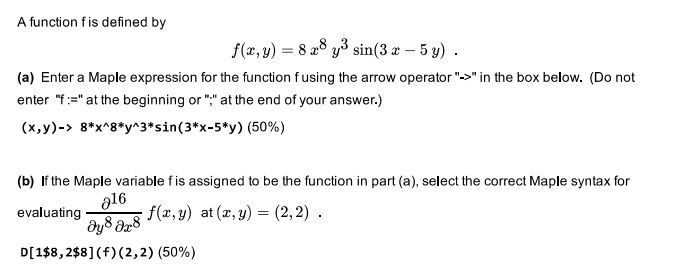 A function f is defined by
f(x, y) = 8 x^8 y^3 sin(3 x − 5 y) .
(a) Enter a Maple expression for the function f using the arrow operator "->" in the box below. (Do not
enter "f :=" at the beginning or ";" at the end of your answer.)
(x,y)-> 8*x^8*y^3*sin(3*x-5*y) (50%)
(b) If the Maple variable f is assigned to be the function in part (a), select the correct Maple syntax for
evaluating ∂^16 / ∂y^8 ∂x^8 f(x, y) at (x, y) = (2, 2) .
D[1$8,2$8](f)(2,2) (50%)